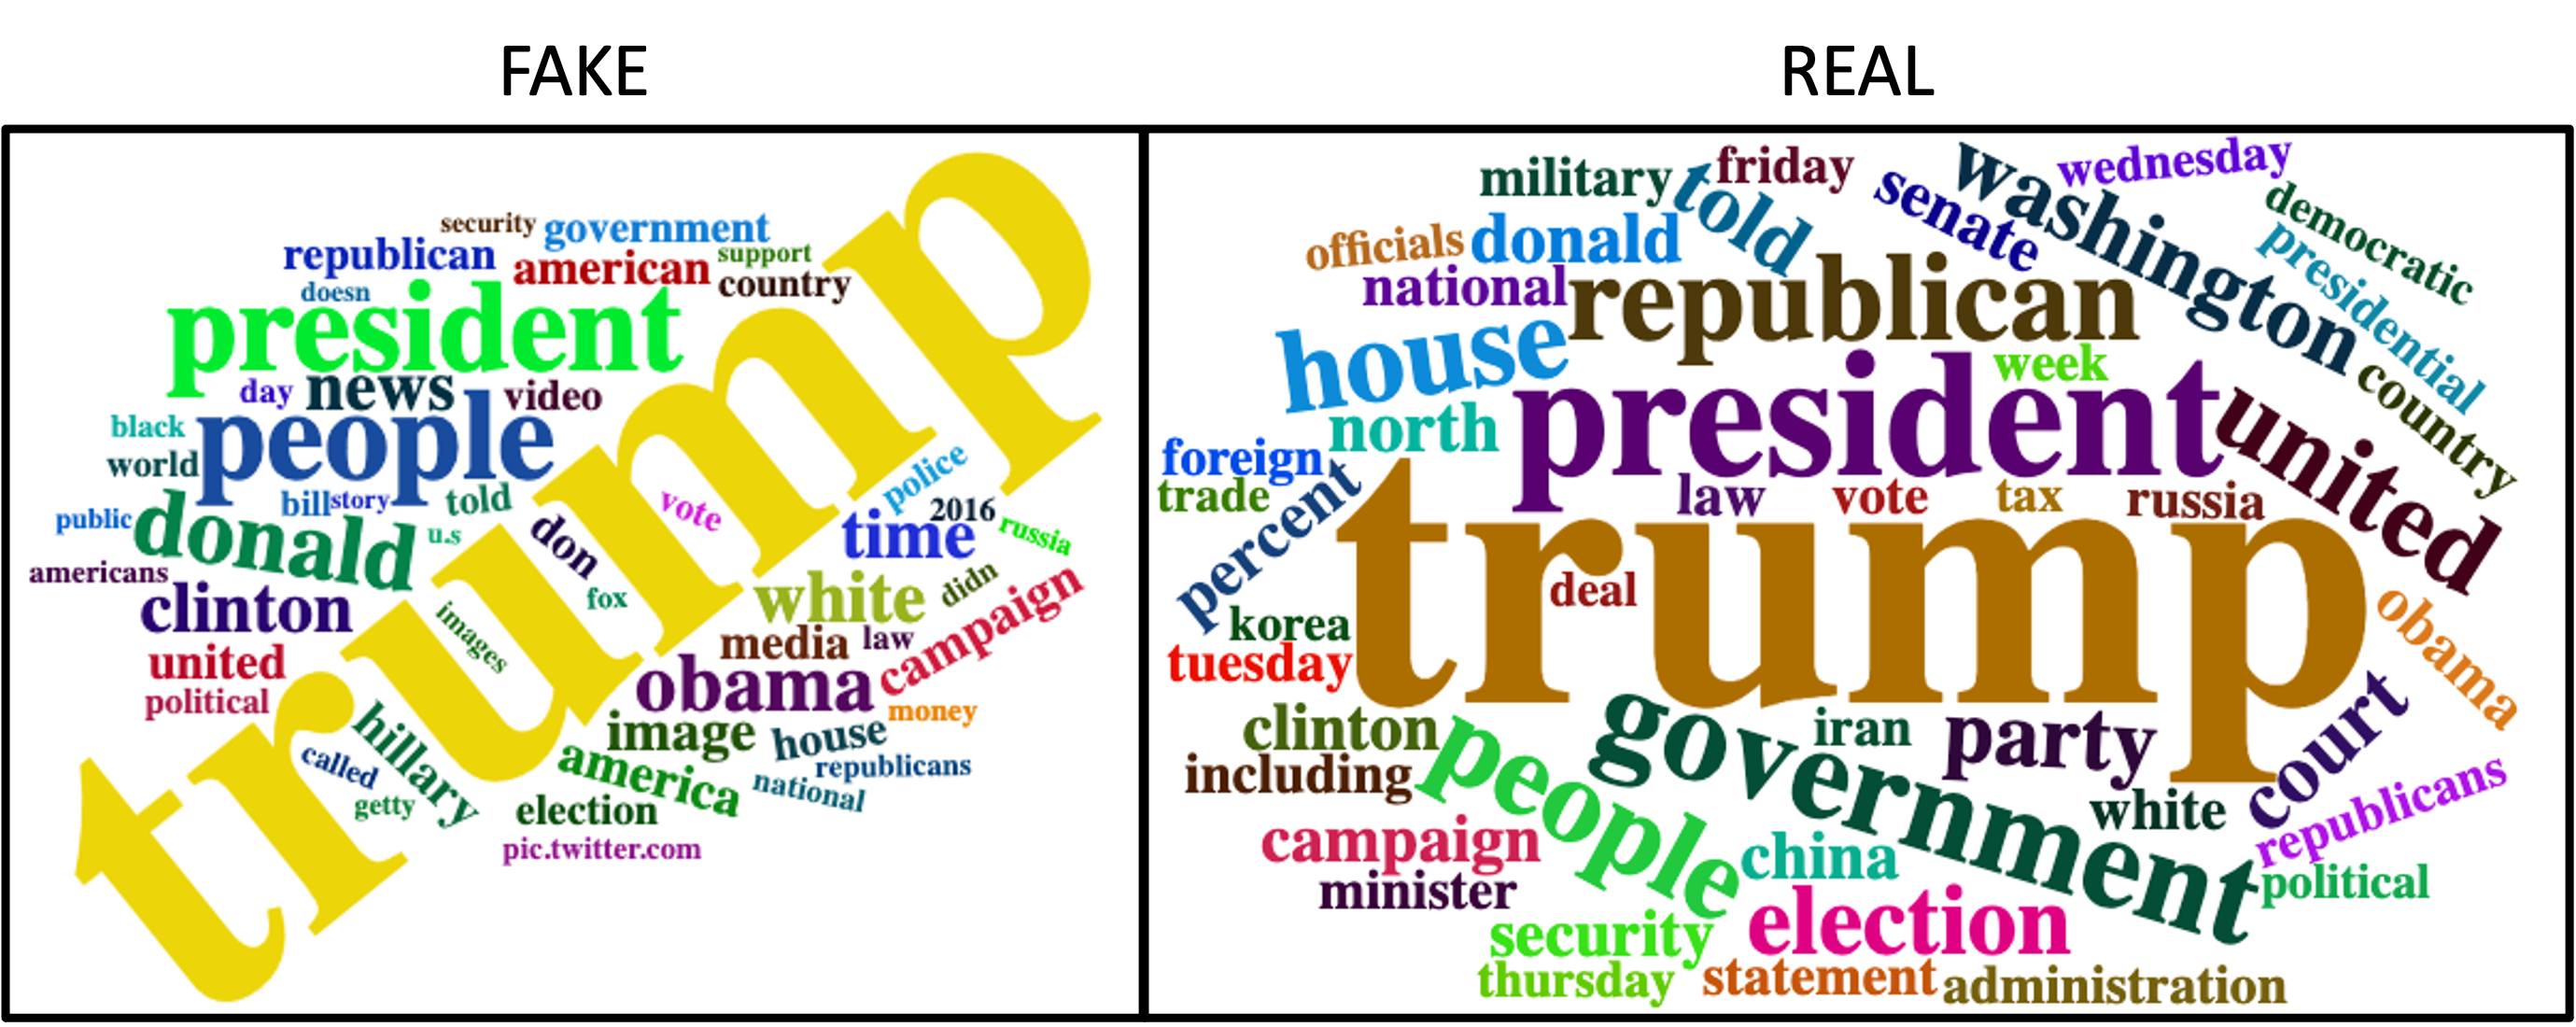 FAKE
REAL
security government
republican american support
doesn country
president
day news video
black people
world
bill story told
public donald u.s
americans
clinton
united
political
trump
don vote
fox
images
police
2016
time russia
white didn
media law campaign
obama
money
image house
republicans
america national
hillary
called
getty
election
pic.twitter.com
military told friday senate washington wednesday
democratic
presidential
officials donald
national republican
house week
country
north president united
foreign
trade law vote tax russia
percent
trump
deal
korea
tuesday
obama
clinton people government iran party court
including
white
republicans
campaign china
political
minister
security election
thursday statement administration